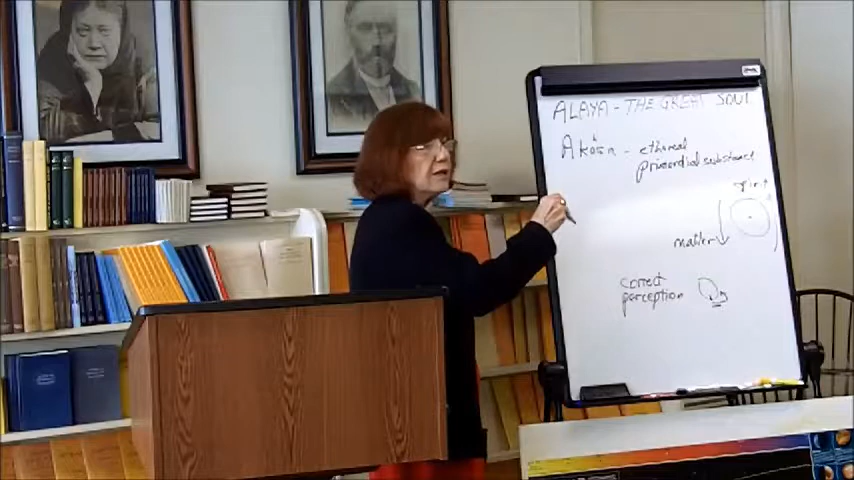 ALAYA - THE GREAT SOUL
Akasa - ethereal
primordial substance
spirit
matter
correct
perception